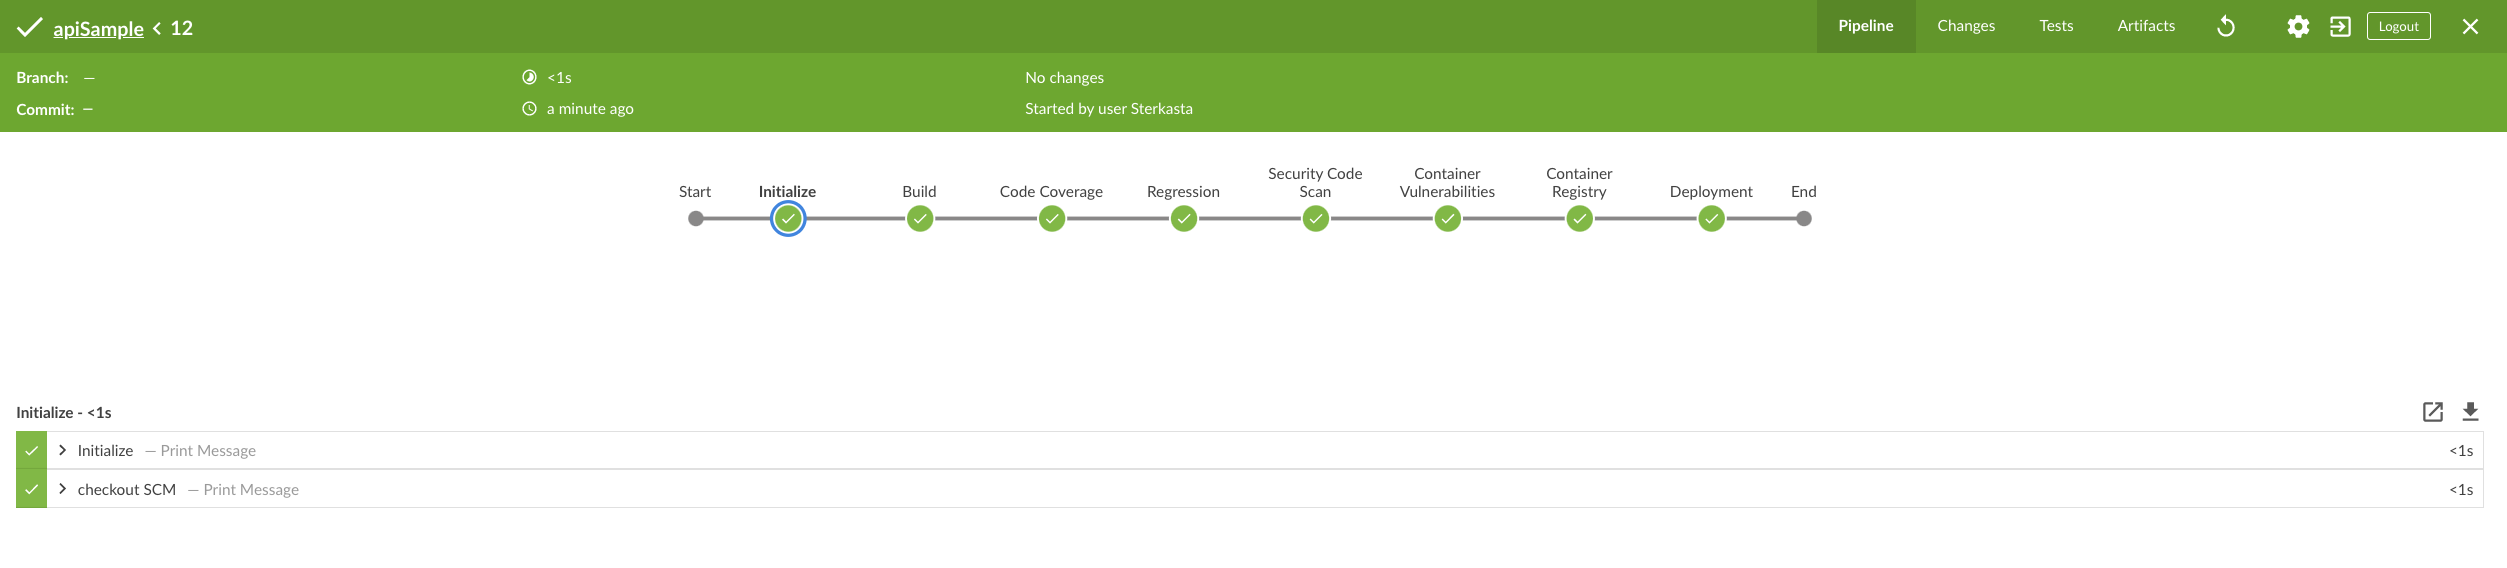 apiSample < 12
Pipeline
Changes
Tests
Artifacts
Logout
Branch: —
<1s
No changes
Commit: —
a minute ago
Started by user Sterkasta
Start
Initialize
Build
Code Coverage
Regression
Security Code
Scan
Container
Vulnerabilities
Container
Registry
Deployment
End
Initialize - <1s
Initialize — Print Message
<1s
checkout SCM — Print Message
<1s